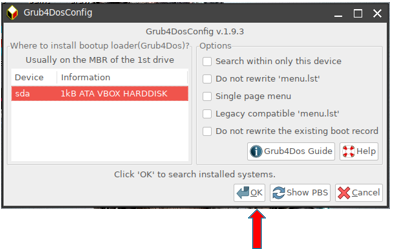 Grub4DosConfig
Grub4DosConfig v.1.9.3
Where to install bootup loader(Grub4Dos)?
Usually on the MBR of the 1st drive
Device Information
sda 1kB ATA VBOX HARDDISK
Options
Search within only this device
Do not rewrite 'menu.lst'
Single page menu
Legacy compatible 'menu.lst'
Do not rewrite the existing boot record
Grub4Dos Guide Help
Click 'OK' to search installed systems.
OK Show PBS Cancel